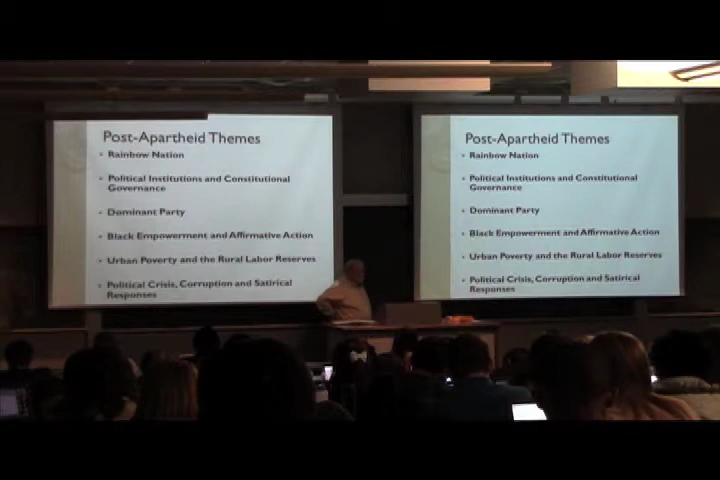 Post-Apartheid Themes
• Rainbow Nation
• Political Institutions and Constitutional
Governance
• Dominant Party
• Black Empowerment and Affirmative Action
• Urban Poverty and the Rural Labor Reserves
• Political Crisis, Corruption and Satirical
Responses
Post-Apartheid Themes
• Rainbow Nation
• Political Institutions and Constitutional
Governance
• Dominant Party
• Black Empowerment and Affirmative Action
• Urban Poverty and the Rural Labor Reserves
• Political Crisis, Corruption and Satirical
Responses